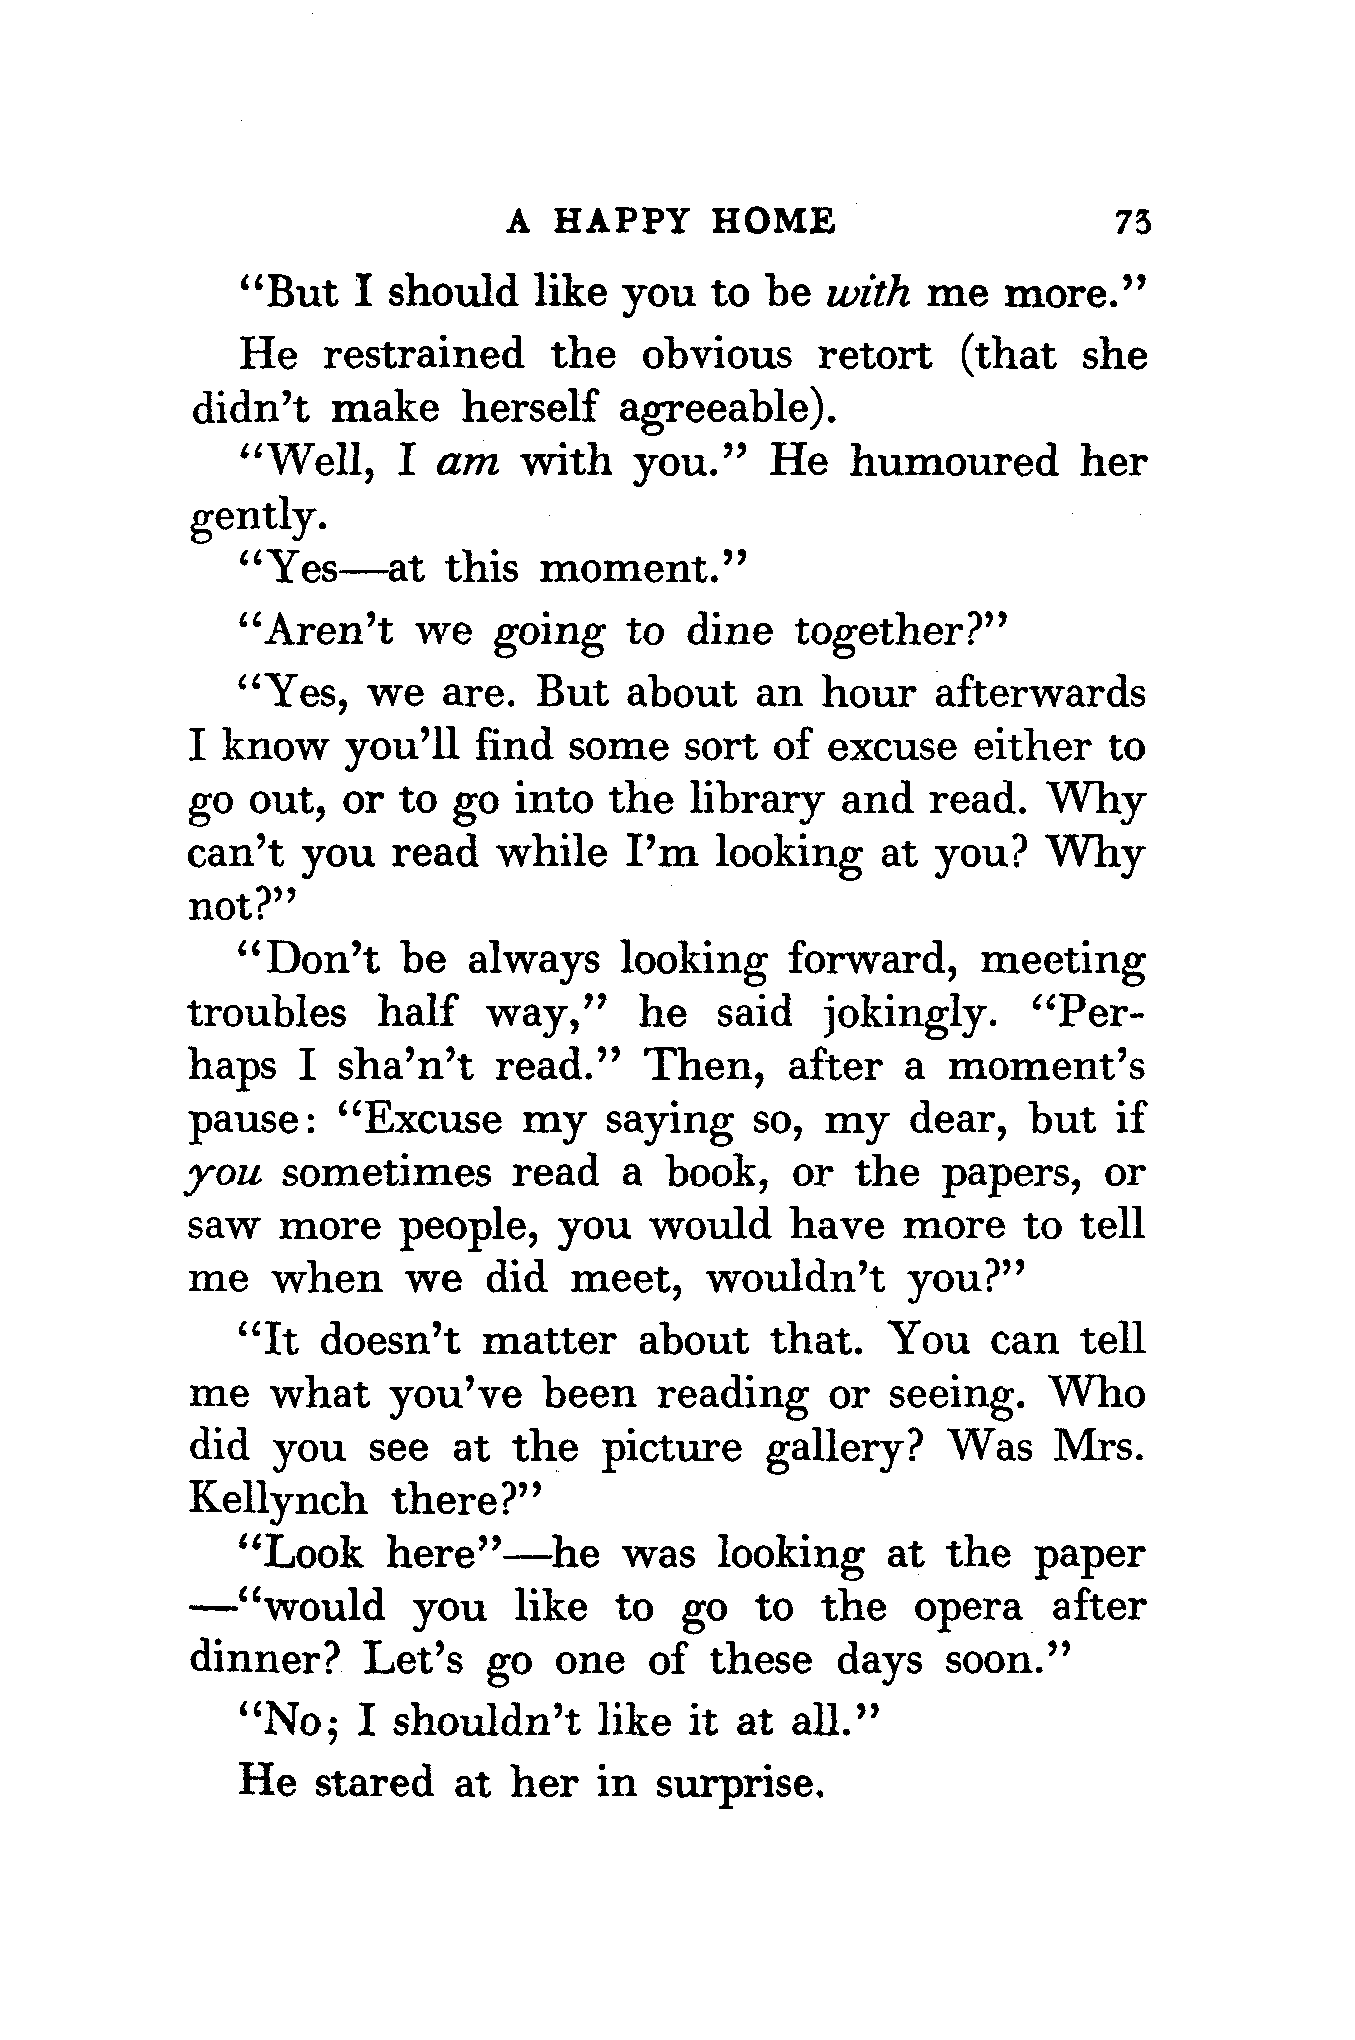 A HAPPY HOME 73
“But I should like you to be with me more.”
He restrained the obvious retort (that she
didn’t make herself agreeable).
“Well, I am with you.” He humoured her
gently.
“Yes—at this moment.”
“Aren’t we going to dine together?”
“Yes, we are. But about an hour afterwards
I know you’ll find some sort of excuse either to
go out, or to go into the library and read. Why
can’t you read while I’m looking at you? Why
not?”
“Don’t be always looking forward, meeting
troubles half way,” he said jokingly. “Per-
haps I sha’n’t read.” Then, after a moment’s
pause: “Excuse my saying so, my dear, but if
you sometimes read a book, or the papers, or
saw more people, you would have more to tell
me when we did meet, wouldn’t you?”
“It doesn’t matter about that. You can tell
me what you’ve been reading or seeing. Who
did you see at the picture gallery? Was Mrs.
Kellynch there?”
“Look here”—he was looking at the paper
—“would you like to go to the opera after
dinner? Let’s go one of these days soon.”
“No; I shouldn’t like it at all.”
He stared at her in surprise.